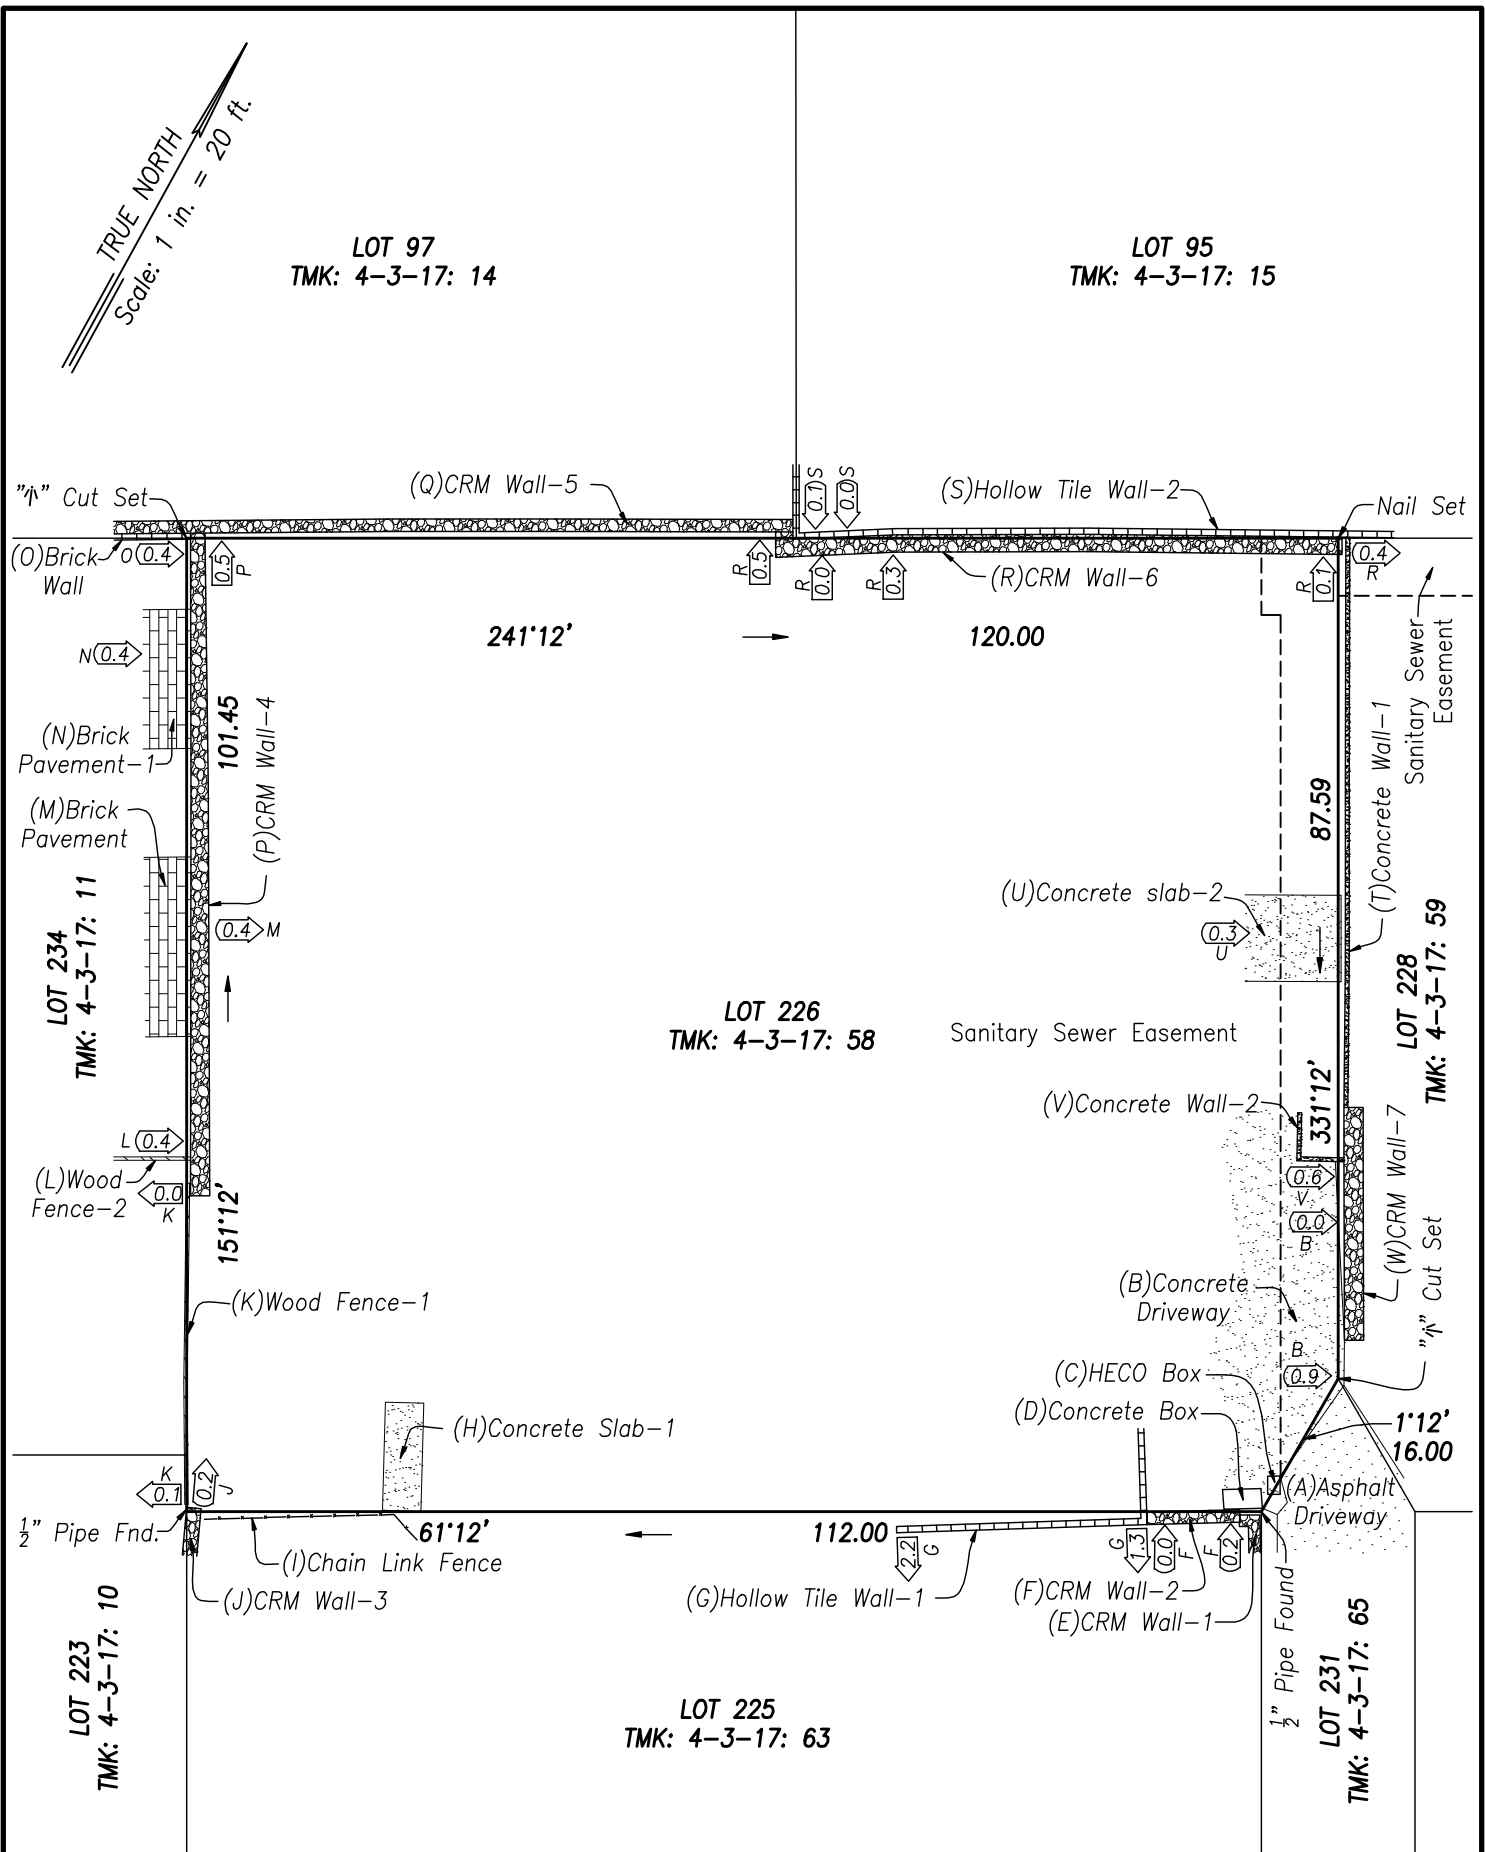 TRUE NORTH
Scale: 1 in. = 20 ft.
LOT 97
TMK: 4-3-17: 14
LOT 95
TMK: 4-3-17: 15
"↑" Cut Set
(Q)CRM Wall-5
0.1 S
0.0 S
(S)Hollow Tile Wall-2
Nail Set
(O)Brick
Wall
O 0.4
0.5 P
R 0.5
R 0.0
R 0.3
(R)CRM Wall-6
R 0.1
0.4
R
Sanitary Sewer
Easement
241°12'
120.00
N 0.4
(N)Brick
Pavement-1
101.45
(P)CRM Wall-4
(M)Brick
Pavement
87.59
(T)Concrete Wall-1
LOT 234
TMK: 4-3-17: 11
0.4 M
(U)Concrete slab-2
0.3
U
LOT 228
TMK: 4-3-17: 59
LOT 226
TMK: 4-3-17: 58
Sanitary Sewer Easement
(V)Concrete Wall-2
331°12'
L 0.4
(L)Wood
Fence-2
0.0
K
151°12'
0.6
V
0.0
B
(W)CRM Wall-7
(K)Wood Fence-1
(B)Concrete
Driveway
"↑" Cut Set
B
0.9
(C)HECO Box
(D)Concrete Box
1°12'
16.00
(H)Concrete Slab-1
K
0.1
0.2 J
(A)Asphalt
Driveway
1/2" Pipe Fnd.
61°12'
112.00
(I)Chain Link Fence
(J)CRM Wall-3
2.2 G
G 1.3
0.0 F
F 0.2
(G)Hollow Tile Wall-1
(F)CRM Wall-2
(E)CRM Wall-1
1/2" Pipe Found
LOT 223
TMK: 4-3-17: 10
LOT 225
TMK: 4-3-17: 63
LOT 231
TMK: 4-3-17: 65